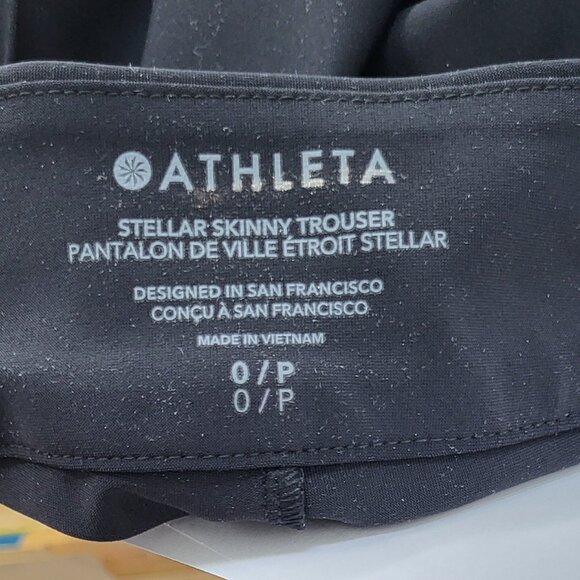 ATHLETA
STELLAR SKINNY TROUSER
PANTALON DE VILLE ÉTROIT STELLAR
DESIGNED IN SAN FRANCISCO
CONÇU À SAN FRANCISCO
MADE IN VIETNAM
0 / P
0 / P